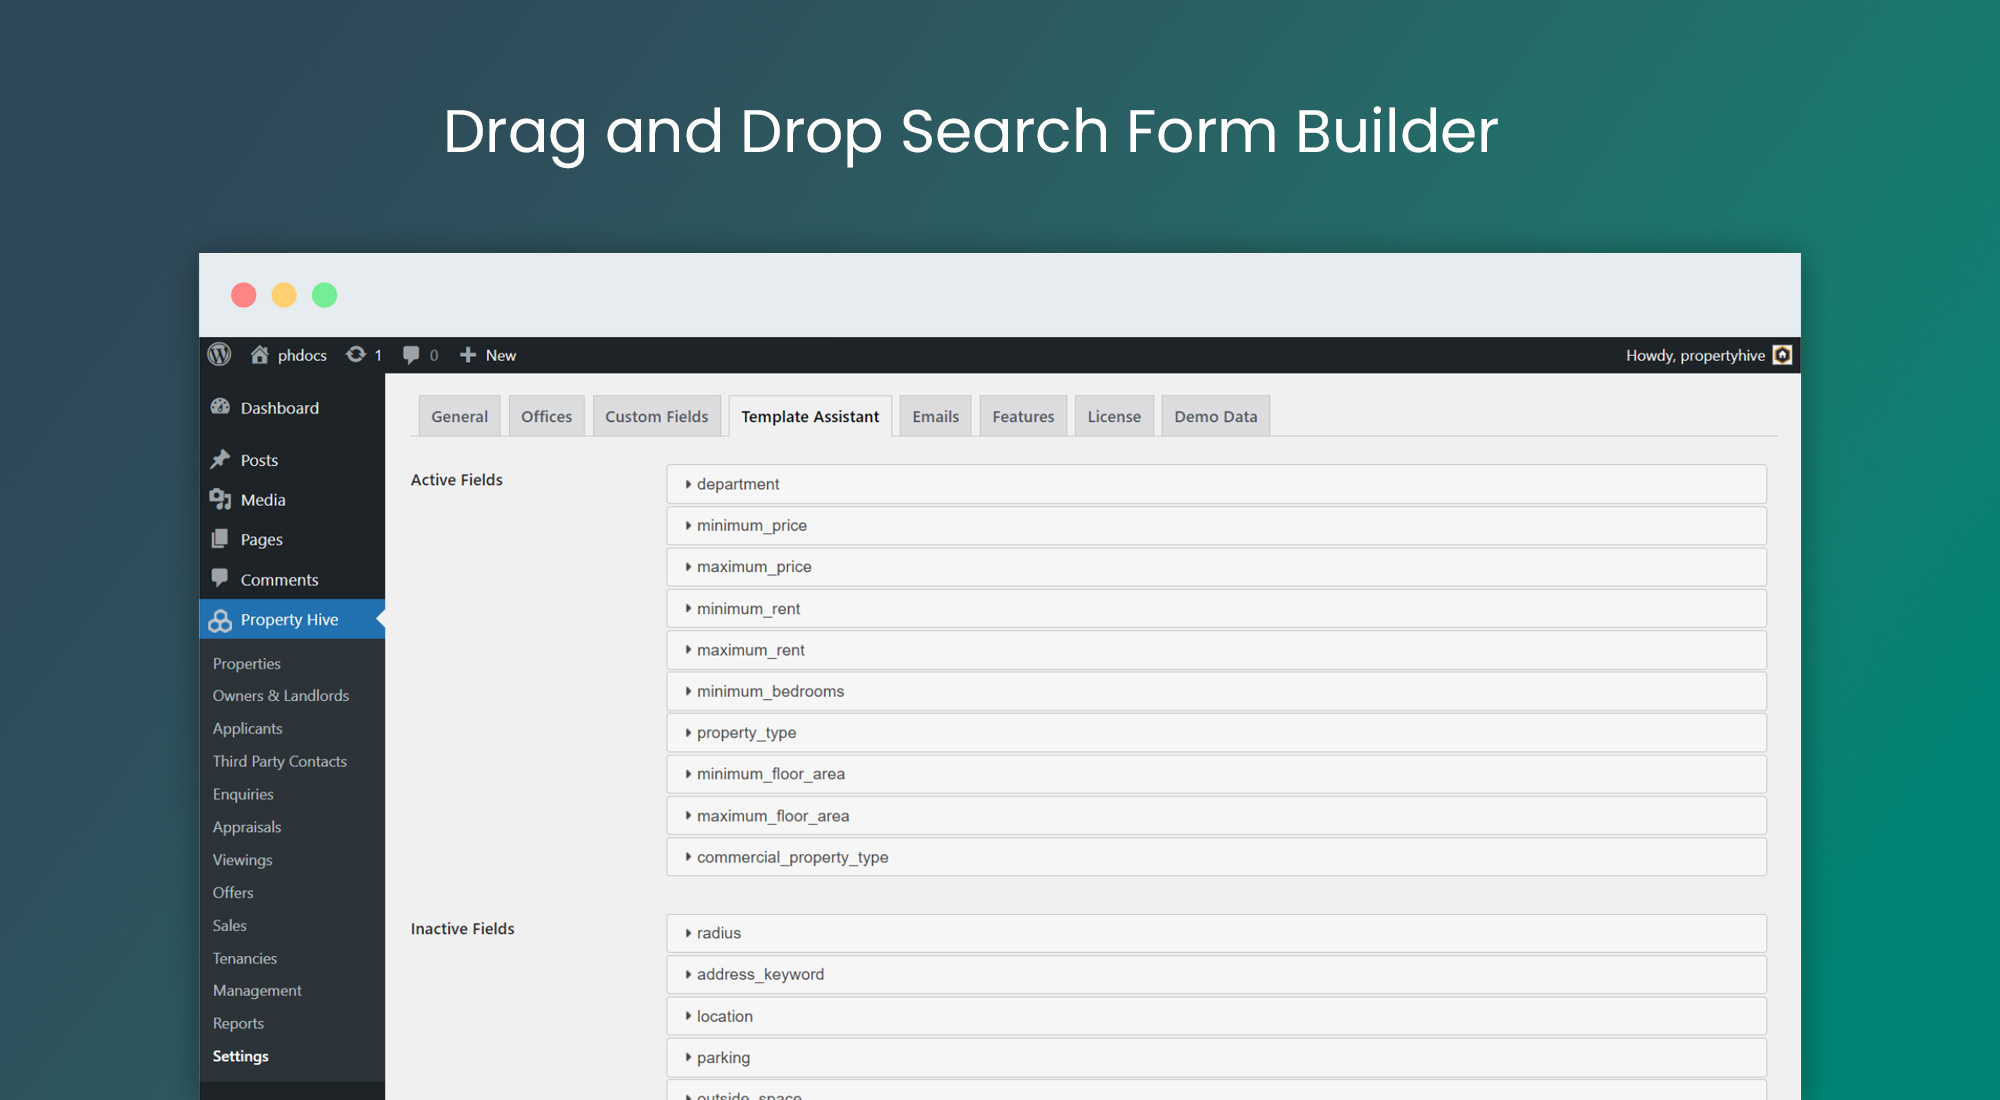 Drag and Drop Search Form Builder
phdocs 1 0 New Howdy, propertyhive
Dashboard
Posts
Media
Pages
Comments
Property Hive
Properties
Owners & Landlords
Applicants
Third Party Contacts
Enquiries
Appraisals
Viewings
Offers
Sales
Tenancies
Management
Reports
Settings
General Offices Custom Fields Template Assistant Emails Features License Demo Data
Active Fields
department
minimum_price
maximum_price
minimum_rent
maximum_rent
minimum_bedrooms
property_type
minimum_floor_area
maximum_floor_area
commercial_property_type
Inactive Fields
radius
address_keyword
location
parking
outside_space